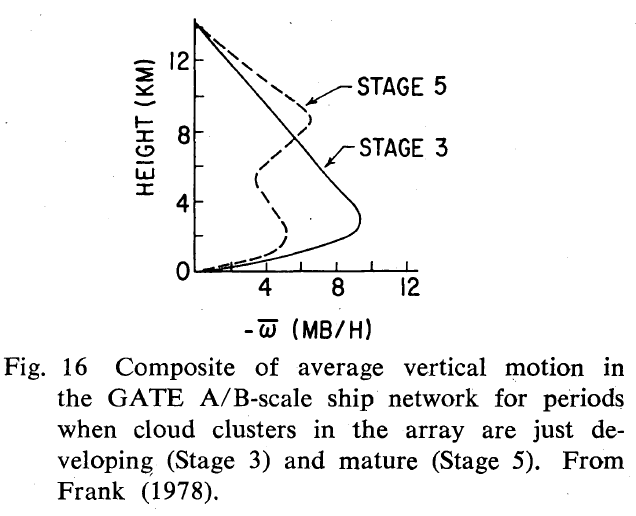 12
8
4
0
HEIGHT (KM)
STAGE 5
STAGE 3
4 8 12
-ω̅ (MB/H)
Fig. 16 Composite of average vertical motion in
the GATE A/B-scale ship network for periods
when cloud clusters in the array are just de-
veloping (Stage 3) and mature (Stage 5). From
Frank (1978).